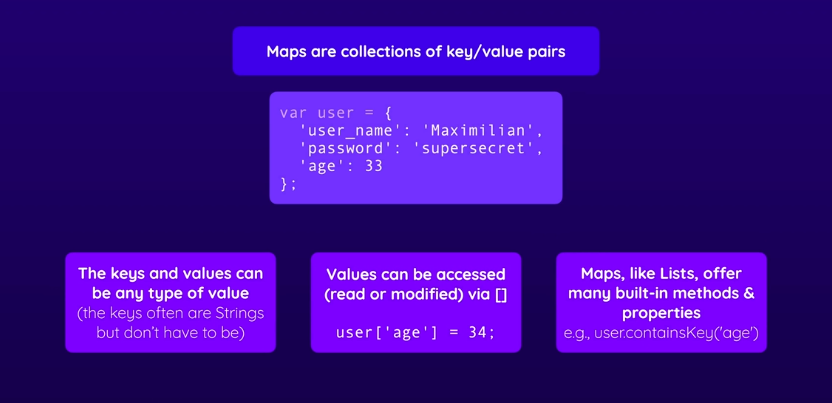 Maps are collections of key/value pairs
var user = {
  'user_name': 'Maximilian',
  'password': 'supersecret',
  'age': 33
};
The keys and values can
be any type of value
(the keys often are Strings
but don't have to be)
Values can be accessed
(read or modified) via []
user['age'] = 34;
Maps, like Lists, offer
many built-in methods &
properties
e.g., user.containsKey('age')